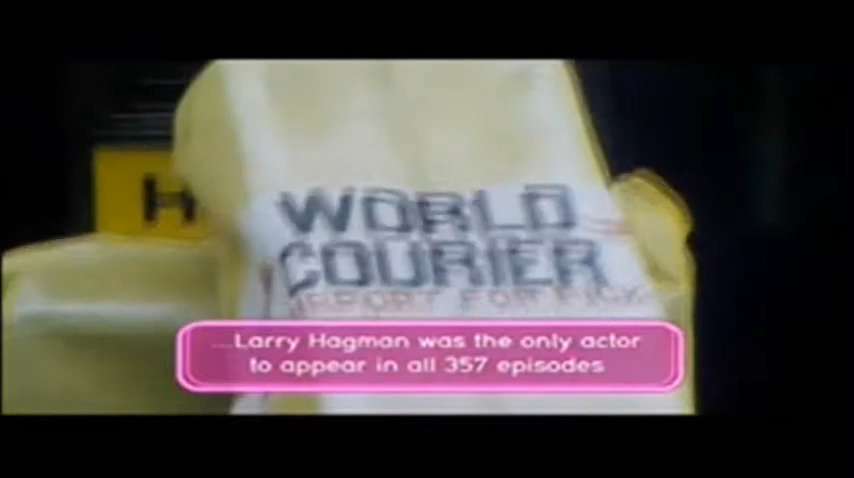 H
WORLD
COURIER
...Larry Hagman was the only actor
to appear in all 357 episodes